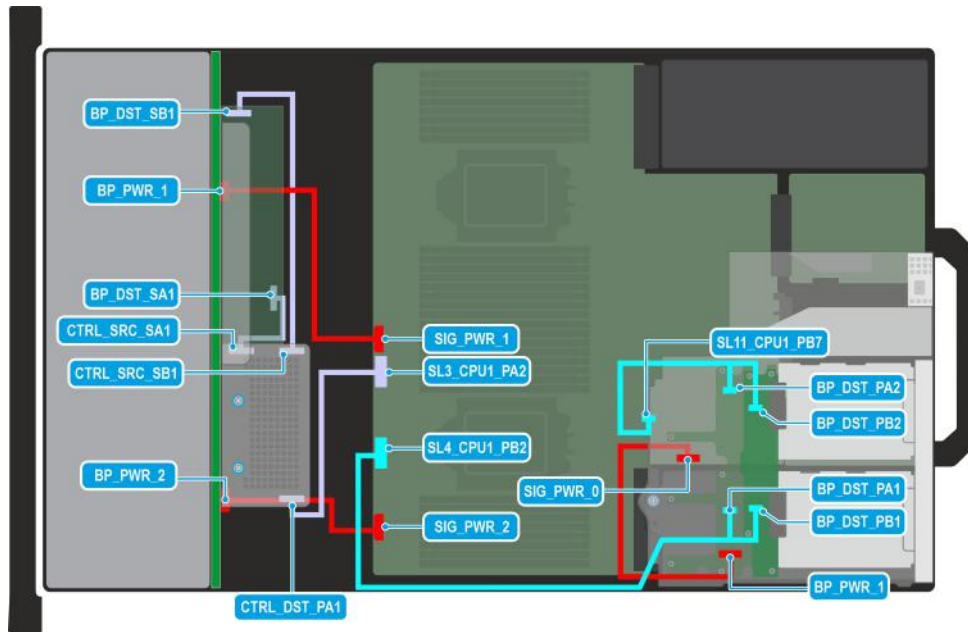 BP_DST_SB1
BP_PWR_1
BP_DST_SA1
CTRL_SRC_SA1
CTRL_SRC_SB1
SIG_PWR_1
SL3_CPU1_PA2
SL11_CPU1_PB7
BP_DST_PA2
BP_DST_PB2
SL4_CPU1_PB2
BP_PWR_2
SIG_PWR_0
BP_DST_PA1
SIG_PWR_2
BP_DST_PB1
BP_PWR_1
CTRL_DST_PA1